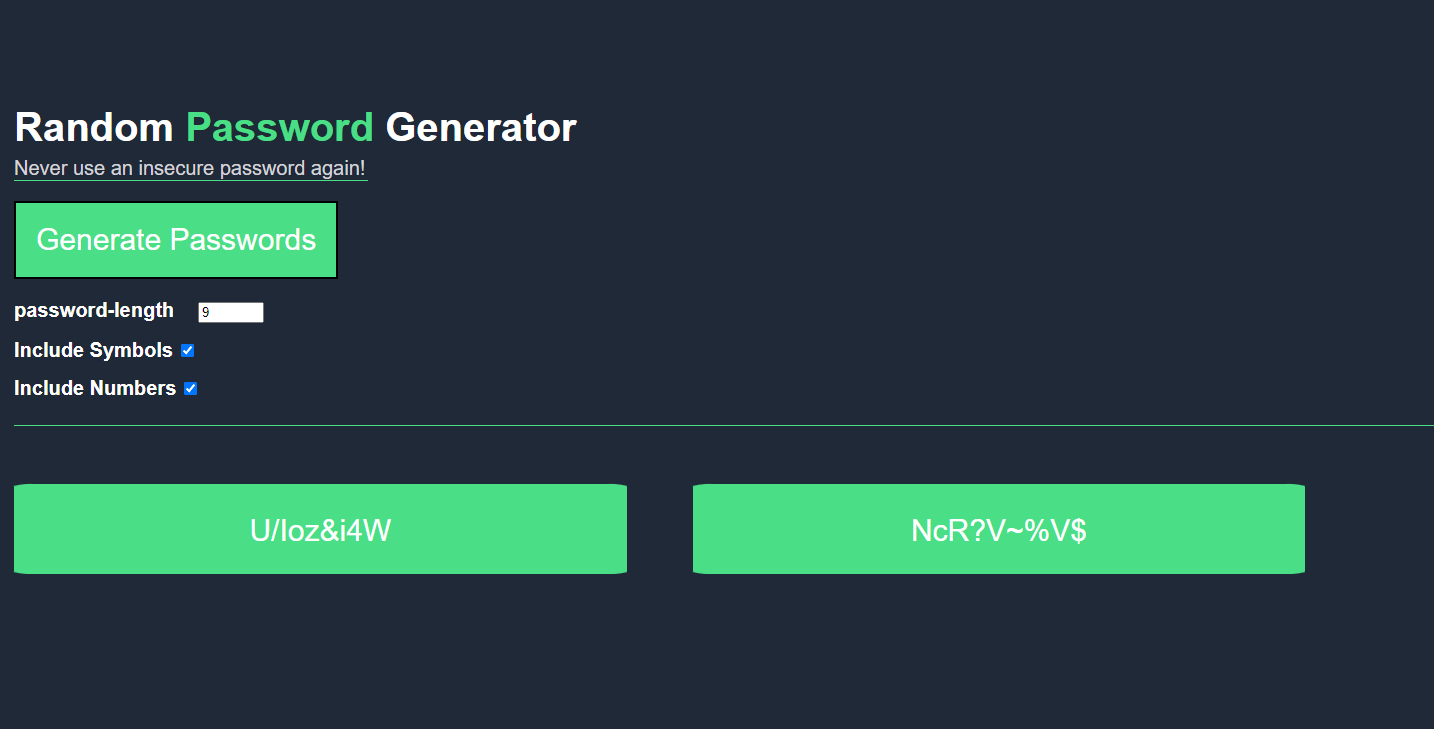 Random Password Generator
Never use an insecure password again!
Generate Passwords
password-length 9
Include Symbols
Include Numbers
U/Ioz&i4W NcR?V~%V$